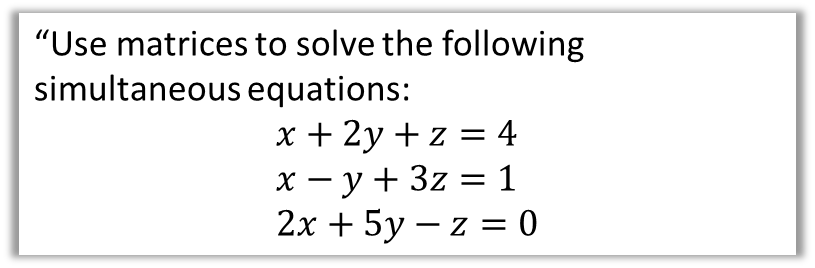 “Use matrices to solve the following
simultaneous equations:
x + 2y + z = 4
x − y + 3z = 1
2x + 5y − z = 0